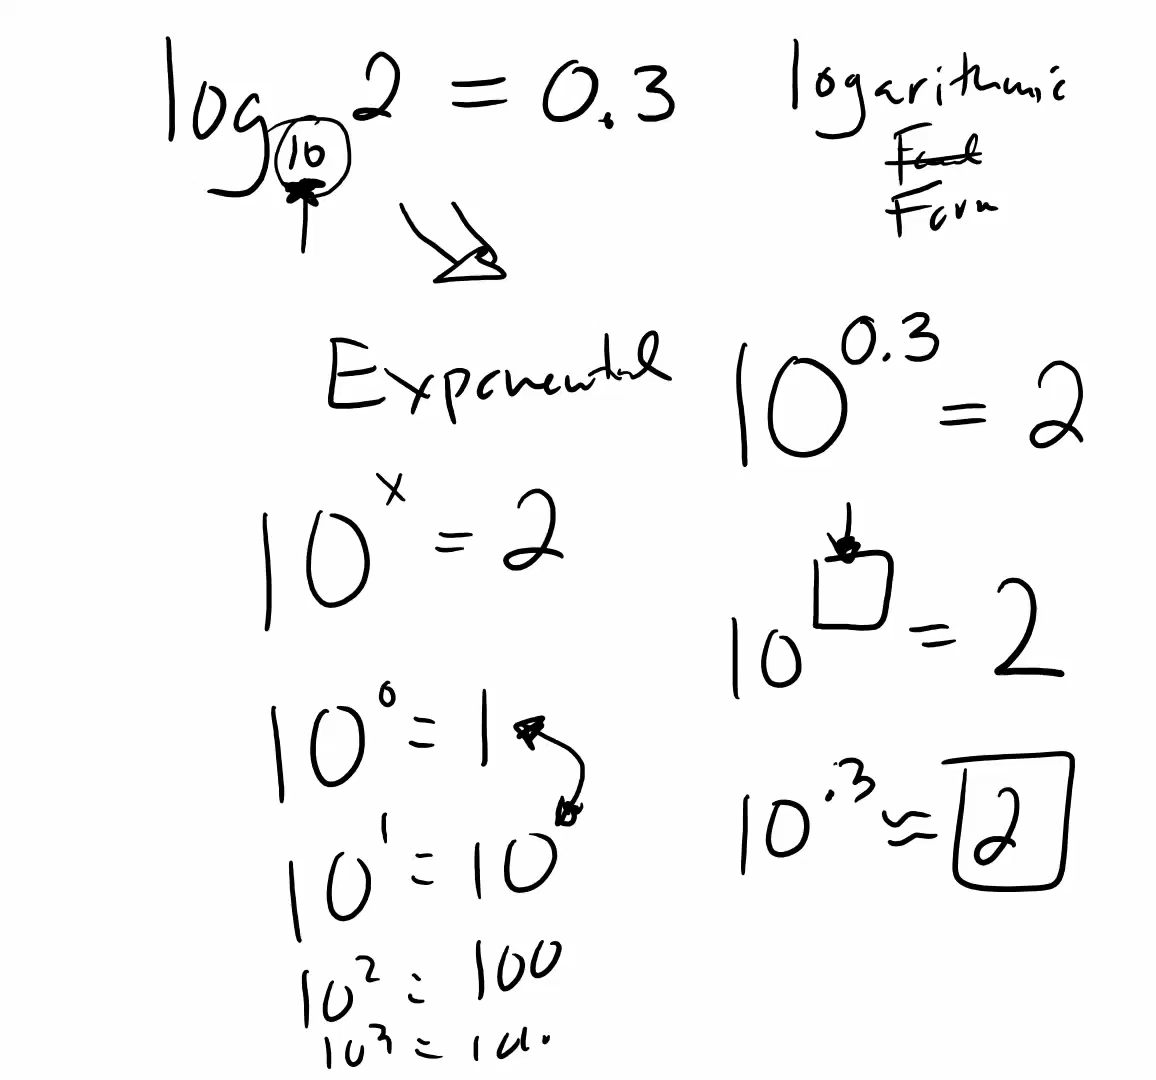 log₁₀ 2 = 0.3
logarithmic
Form
Exponential
10^0.3 = 2
10^x = 2
10^□ = 2
10^0 = 1
10^1 = 10
10^.3 ≈ 2
10^2 = 100
10^3 =